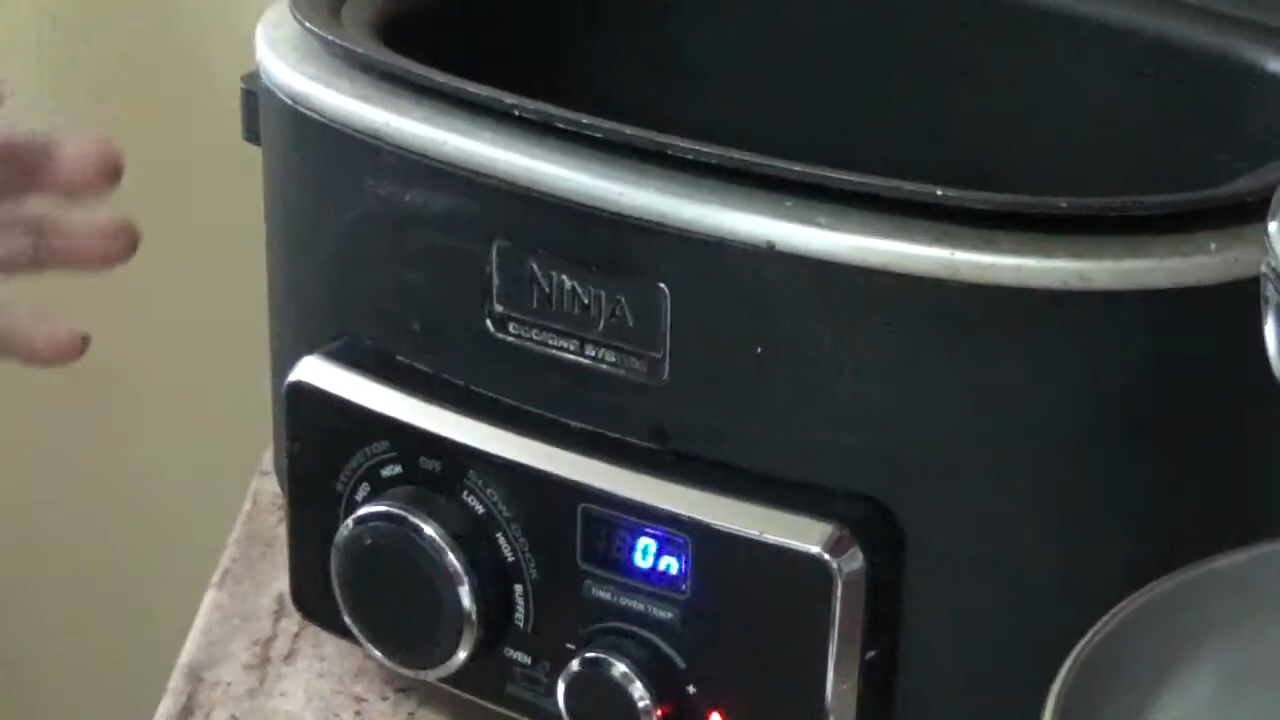 NINJA
COOKING SYSTEM
STOVETOP
MED
HIGH
OFF
SLOW COOK
LOW
HIGH
BUFFET
OVEN
On
TIME / OVEN TEMP
-
+